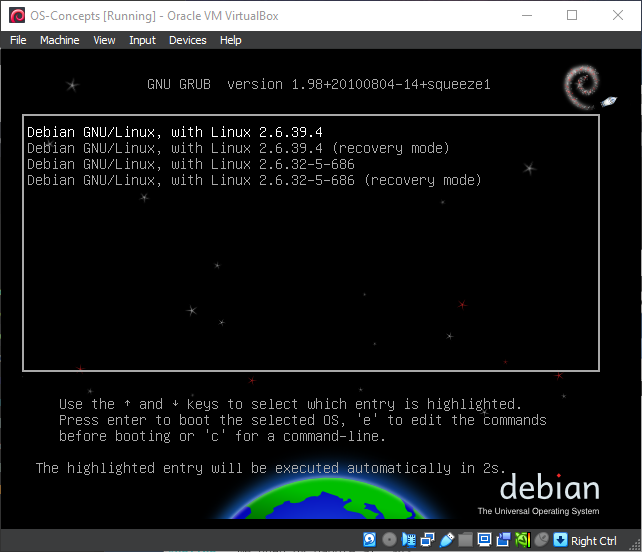 OS-Concepts [Running] - Oracle VM VirtualBox
File Machine View Input Devices Help
GNU GRUB version 1.98+20100804-14+squeeze1
Debian GNU/Linux, with Linux 2.6.39.4
Debian GNU/Linux, with Linux 2.6.39.4 (recovery mode)
Debian GNU/Linux, with Linux 2.6.32-5-686
Debian GNU/Linux, with Linux 2.6.32-5-686 (recovery mode)
Use the ↑ and ↓ keys to select which entry is highlighted.
Press enter to boot the selected OS, 'e' to edit the commands
before booting or 'c' for a command-line.
The highlighted entry will be executed automatically in 2s.
debian
The Universal Operating System
Right Ctrl